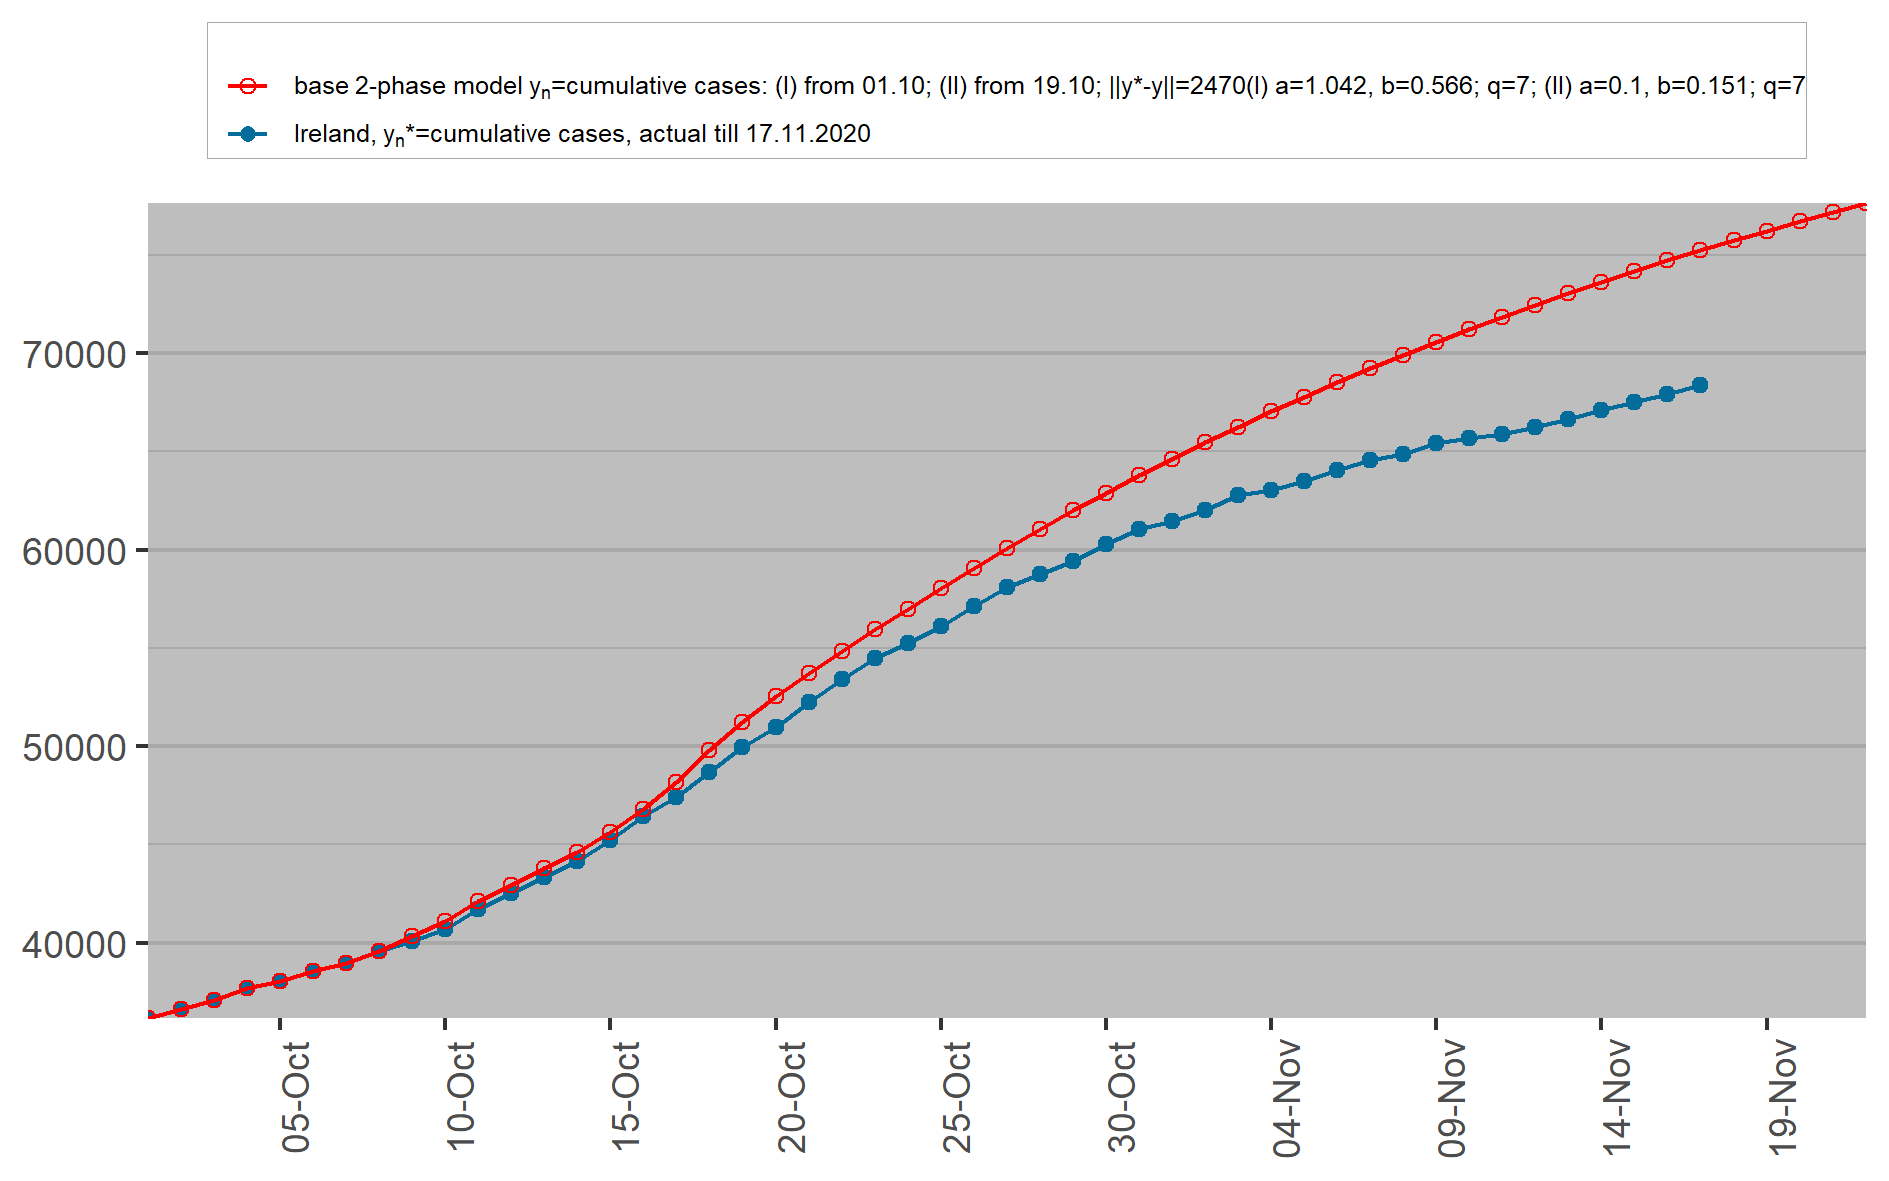 base 2-phase model yn=cumulative cases: (I) from 01.10; (II) from 19.10; ||y*-y||=2470(I) a=1.042, b=0.566; q=7; (II) a=0.1, b=0.151; q=7
Ireland, yn*=cumulative cases, actual till 17.11.2020
70000
60000
50000
40000
05-Oct
10-Oct
15-Oct
20-Oct
25-Oct
30-Oct
04-Nov
09-Nov
14-Nov
19-Nov